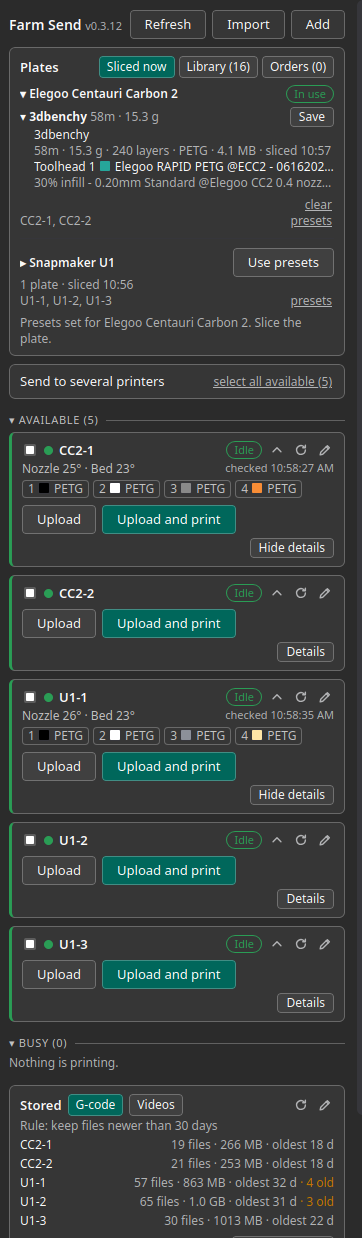 Farm Send v0.3.12 Refresh Import Add
Plates Sliced now Library (16) Orders (0)
▾ Elegoo Centauri Carbon 2 In use
▾ 3dbenchy 58m · 15.3 g Save
3dbenchy
58m · 15.3 g · 240 layers · PETG · 4.1 MB · sliced 10:57
Toolhead 1 Elegoo RAPID PETG @ECC2 - 0616202...
30% infill - 0.20mm Standard @Elegoo CC2 0.4 nozz...
clear
CC2-1, CC2-2 presets
▸ Snapmaker U1 Use presets
1 plate · sliced 10:56
U1-1, U1-2, U1-3 presets
Presets set for Elegoo Centauri Carbon 2. Slice the
plate.
Send to several printers select all available (5)
▾ AVAILABLE (5)
CC2-1 Idle
Nozzle 25° · Bed 23° checked 10:58:27 AM
1 PETG 2 PETG 3 PETG 4 PETG
Upload Upload and print
Hide details
CC2-2 Idle
Upload Upload and print
Details
U1-1 Idle
Nozzle 26° · Bed 23° checked 10:58:35 AM
1 PETG 2 PETG 3 PETG 4 PETG
Upload Upload and print
Hide details
U1-2 Idle
Upload Upload and print
Details
U1-3 Idle
Upload Upload and print
Details
▾ BUSY (0)
Nothing is printing.
Stored G-code Videos
Rule: keep files newer than 30 days
CC2-1 19 files · 266 MB · oldest 18 d
CC2-2 21 files · 253 MB · oldest 18 d
U1-1 57 files · 863 MB · oldest 32 d · 4 old
U1-2 65 files · 1.0 GB · oldest 31 d · 3 old
U1-3 30 files · 1013 MB · oldest 22 d